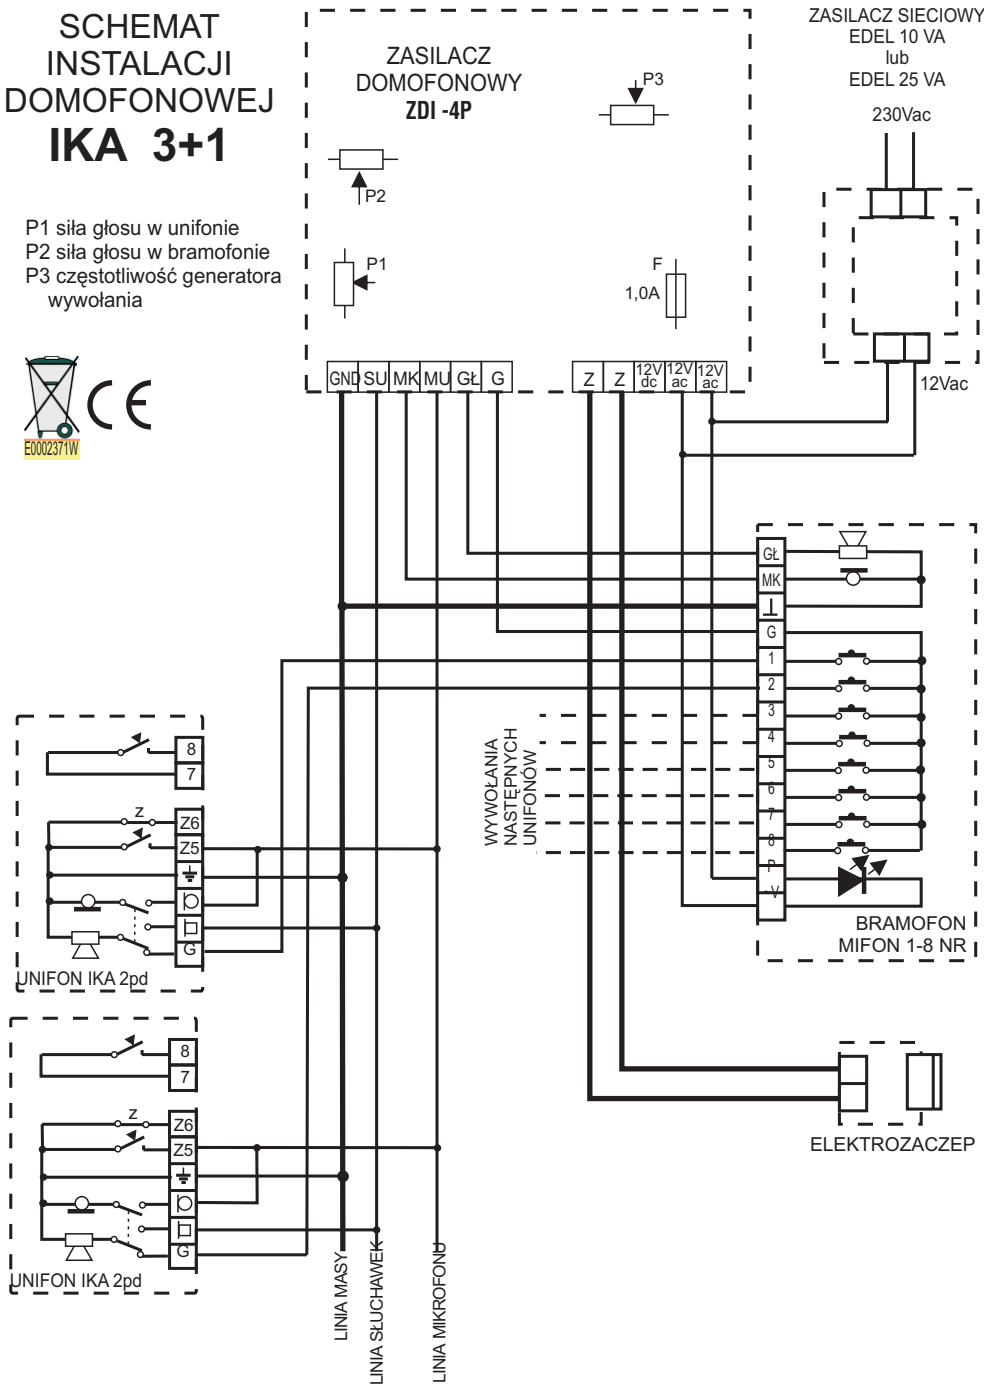 SCHEMAT
INSTALACJI
DOMOFONOWEJ
IKA 3+1
P1 siła głosu w unifonie
P2 siła głosu w bramofonie
P3 częstotliwość generatora
wywołania
CE
E0002371W
ZASILACZ
DOMOFONOWY
ZDI -4P
P3
P2
P1
F
1,0A
GND SU MK MU GŁ G
Z Z 12V dc 12V ac 12V ac
ZASILACZ SIECIOWY
EDEL 10 VA
lub
EDEL 25 VA
230Vac
12Vac
GŁ
MK
G
1
2
3
4
5
6
7
8
P
-V
BRAMOFON
MIFON 1-8 NR
WYWOŁANIA
NASTĘPNYCH
UNIFONÓW
8
7
Z
Z6
Z5
G
UNIFON IKA 2pd
8
7
Z
Z6
Z5
G
UNIFON IKA 2pd
LINIA MASY
LINIA SŁUCHAWEK
LINIA MIKROFONU
ELEKTROZACZEP